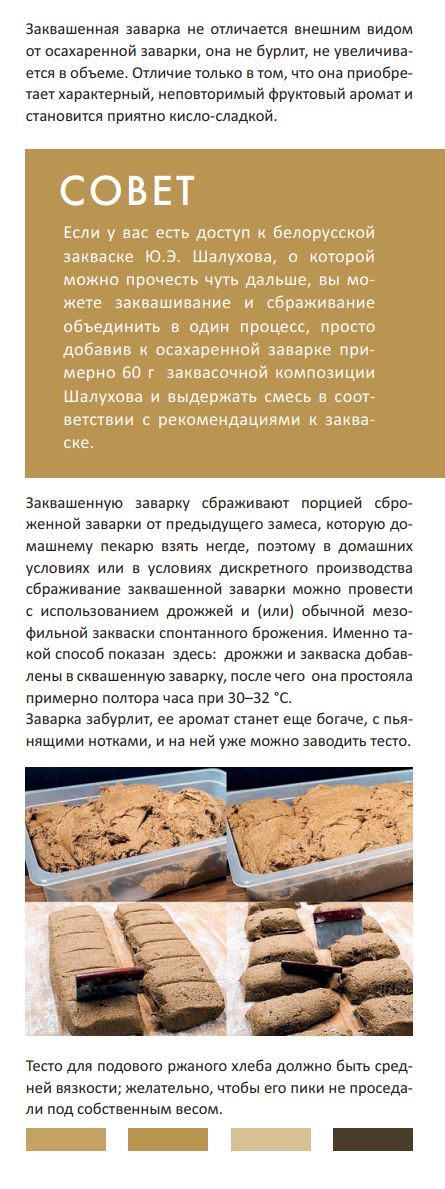 Заквашенная заварка не отличается внешним видом
от осахаренной заварки, она не бурлит, не увеличива-
ется в объеме. Отличие только в том, что она приобре-
тает характерный, неповторимый фруктовый аромат и
становится приятно кисло-сладкой.
СОВЕТ
Если у вас есть доступ к белорусской
закваске Ю.Э. Шалухова, о которой
можно прочесть чуть дальше, вы мо-
жете заквашивание и сбраживание
объединить в один процесс, просто
добавив к осахаренной заварке при-
мерно 60 г заквасочной композиции
Шалухова и выдержать смесь в соот-
ветствии с рекомендациями к заква-
ске.
Заквашенную заварку сбраживают порцией сбро-
женной заварки от предыдущего замеса, которую до-
машнему пекарю взять негде, поэтому в домашних
условиях или в условиях дискретного производства
сбраживание заквашенной заварки можно провести
с использованием дрожжей и (или) обычной мезо-
фильной закваски спонтанного брожения. Именно та-
кой способ показан здесь: дрожжи и закваска добав-
лены в сквашенную заварку, после чего она простояла
примерно полтора часа при 30–32 °С.
Заварка забурлит, ее аромат станет еще богаче, с пья-
нящими нотками, и на ней уже можно заводить тесто.
Тесто для подового ржаного хлеба должно быть сред-
ней вязкости; желательно, чтобы его пики не проседа-
ли под собственным весом.